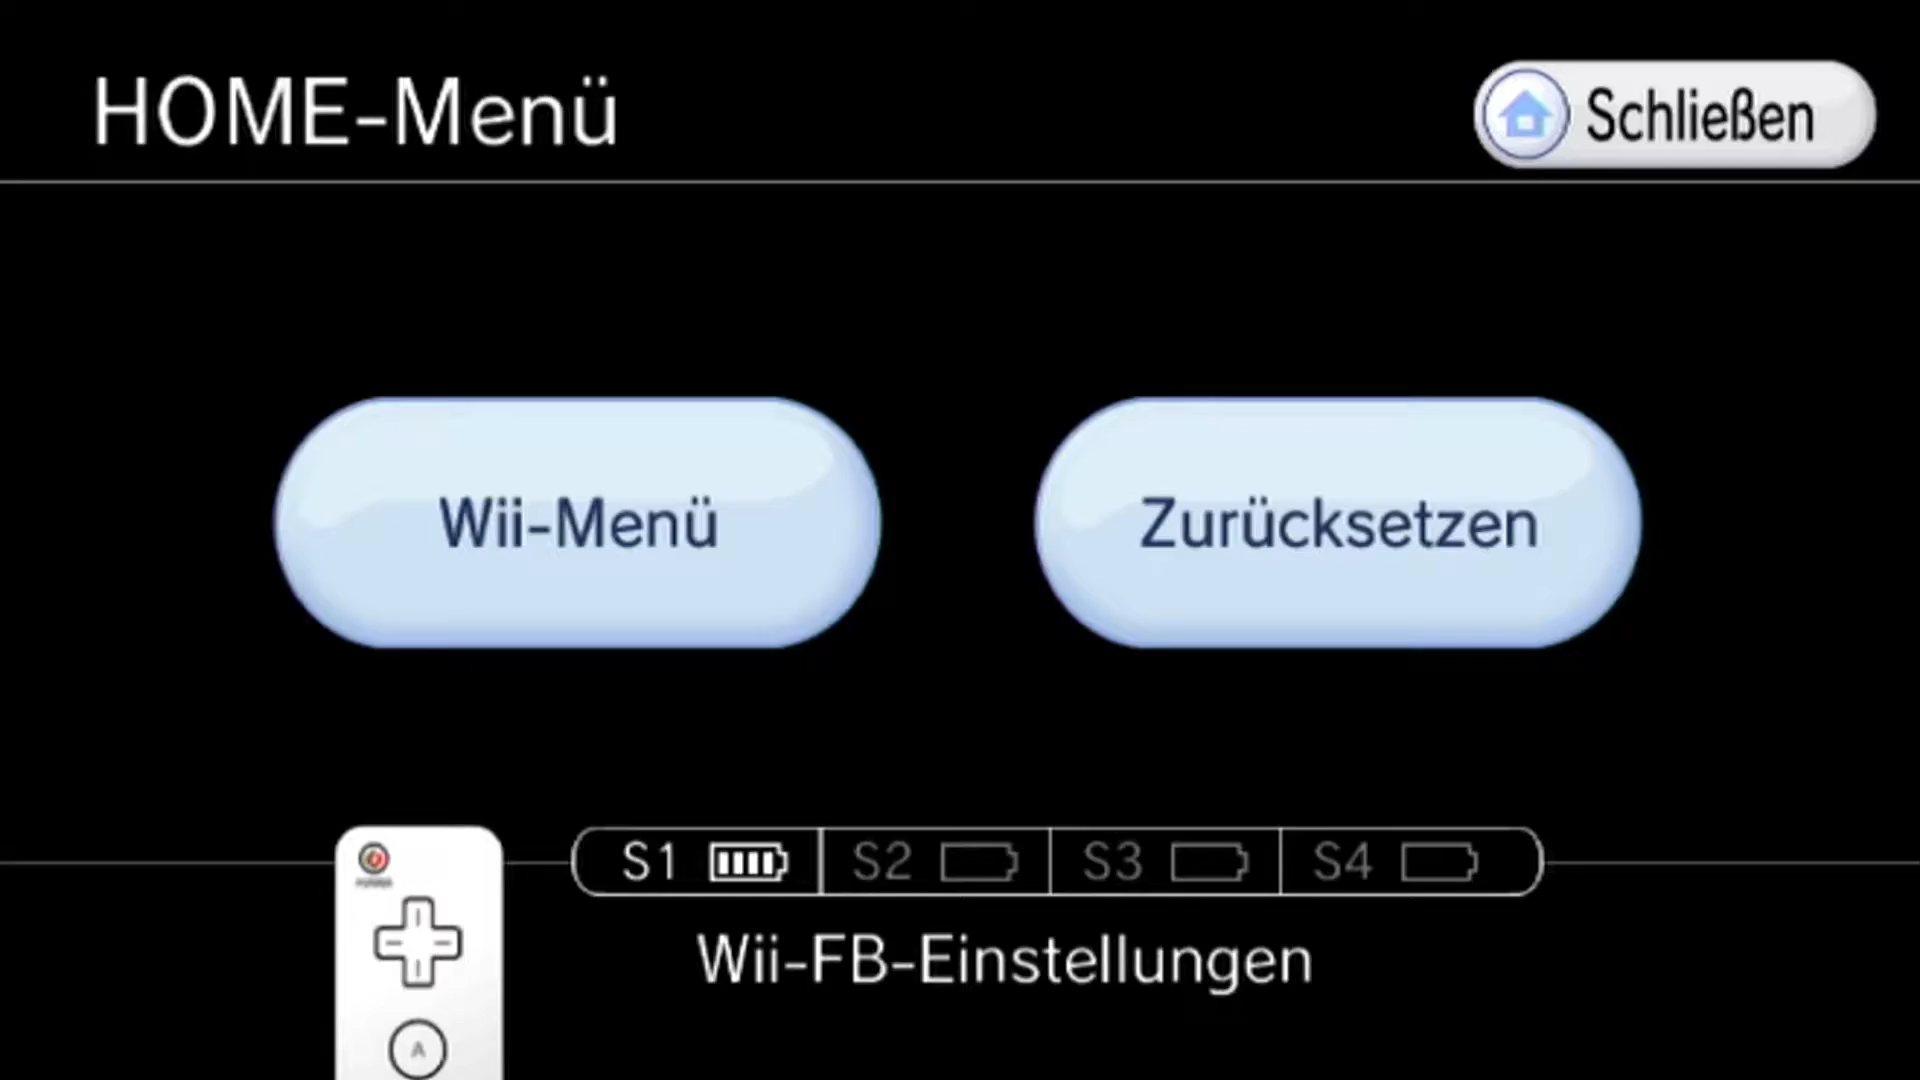 HOME-Menü
Schließen
Wii-Menü
Zurücksetzen
S1 S2 S3 S4
Wii-FB-Einstellungen
A